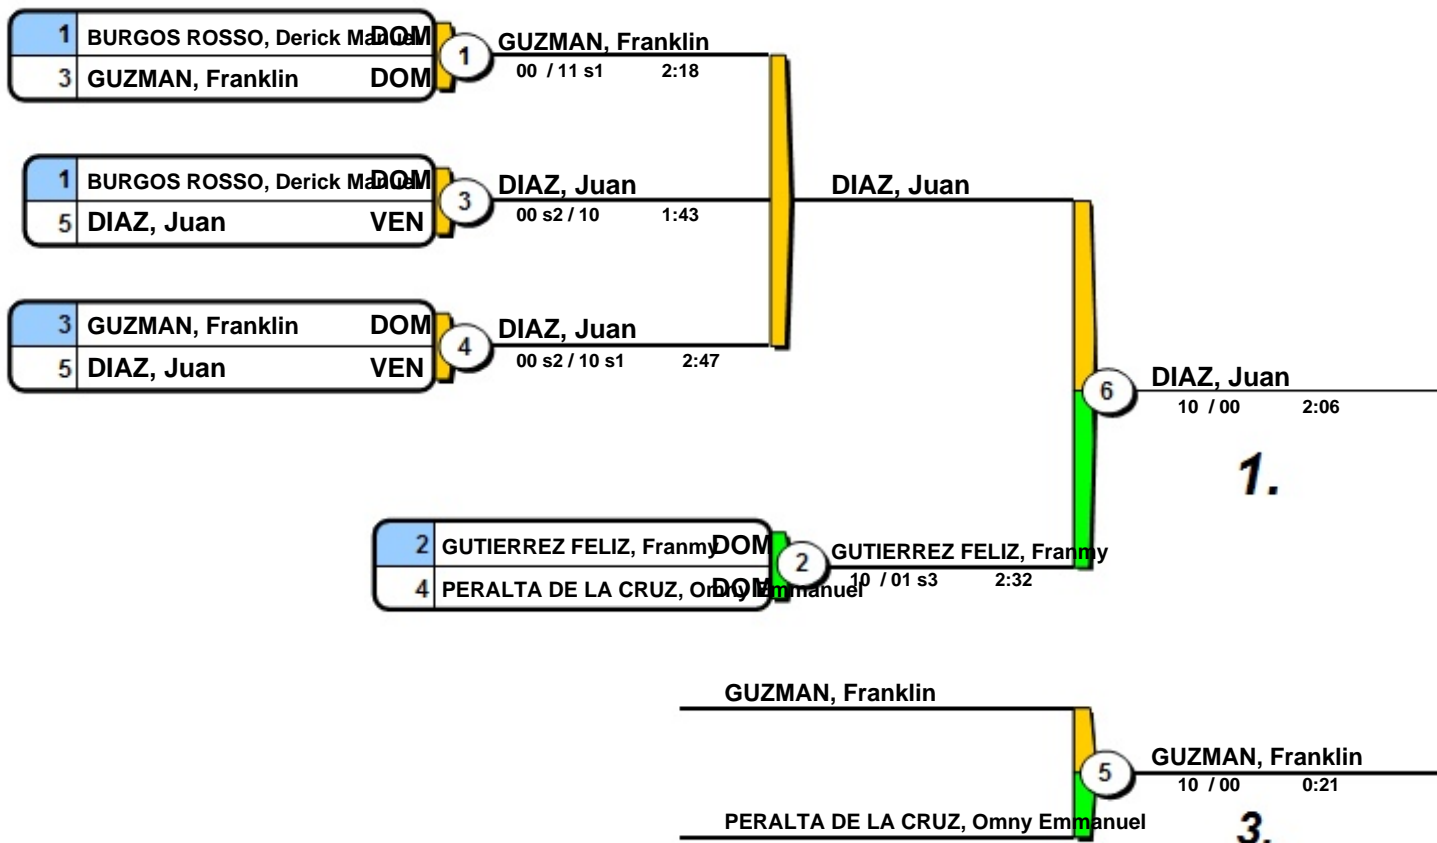 1 BURGOS ROSSO, Derick Manuel DOM
3 GUZMAN, Franklin DOM
1
GUZMAN, Franklin
00 / 11 s1 2:18
1 BURGOS ROSSO, Derick Manuel DOM
5 DIAZ, Juan VEN
3
DIAZ, Juan
00 s2 / 10 1:43
DIAZ, Juan
3 GUZMAN, Franklin DOM
5 DIAZ, Juan VEN
4
DIAZ, Juan
00 s2 / 10 s1 2:47
6
DIAZ, Juan
10 / 00 2:06
1.
2 GUTIERREZ FELIZ, Franmy DOM
4 PERALTA DE LA CRUZ, Omny Emmanuel DOM
2
GUTIERREZ FELIZ, Franmy
10 / 01 s3 2:32
GUZMAN, Franklin
PERALTA DE LA CRUZ, Omny Emmanuel
5
GUZMAN, Franklin
10 / 00 0:21
3.